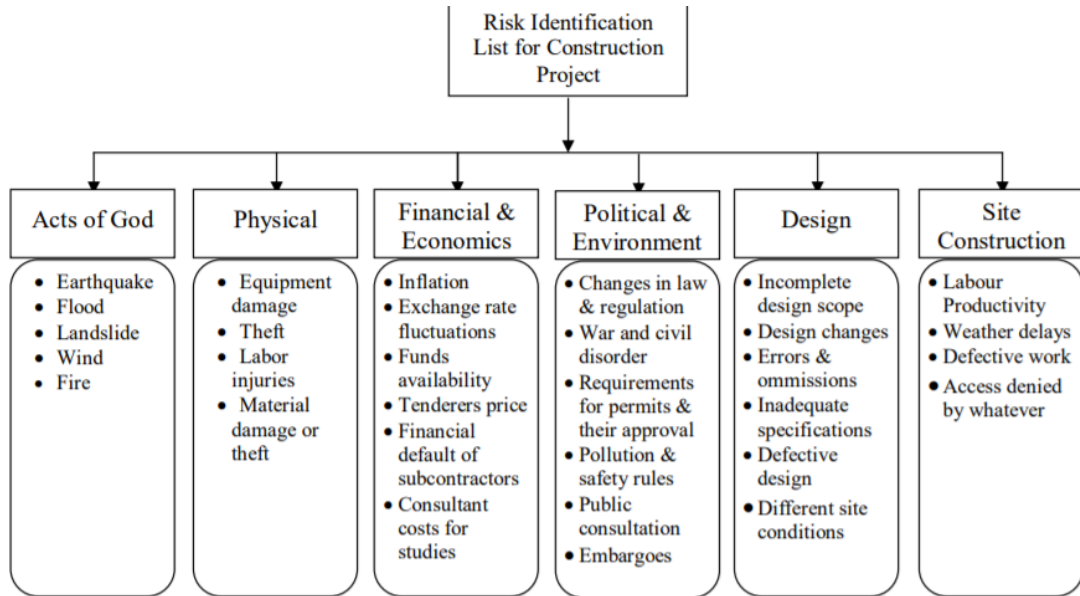 Risk Identification
List for Construction
Project
Acts of God
• Earthquake
• Flood
• Landslide
• Wind
• Fire
Physical
• Equipment
damage
• Theft
• Labor
injuries
• Material
damage or
theft
Financial &
Economics
• Inflation
• Exchange rate
fluctuations
• Funds
availability
• Tenderers price
• Financial
default of
subcontractors
• Consultant
costs for
studies
Political &
Environment
• Changes in law
& regulation
• War and civil
disorder
• Requirements
for permits &
their approval
• Pollution &
safety rules
• Public
consultation
• Embargoes
Design
• Incomplete
design scope
• Design changes
• Errors &
ommissions
• Inadequate
specifications
• Defective
design
• Different site
conditions
Site
Construction
• Labour
Productivity
• Weather delays
• Defective work
• Access denied
by whatever